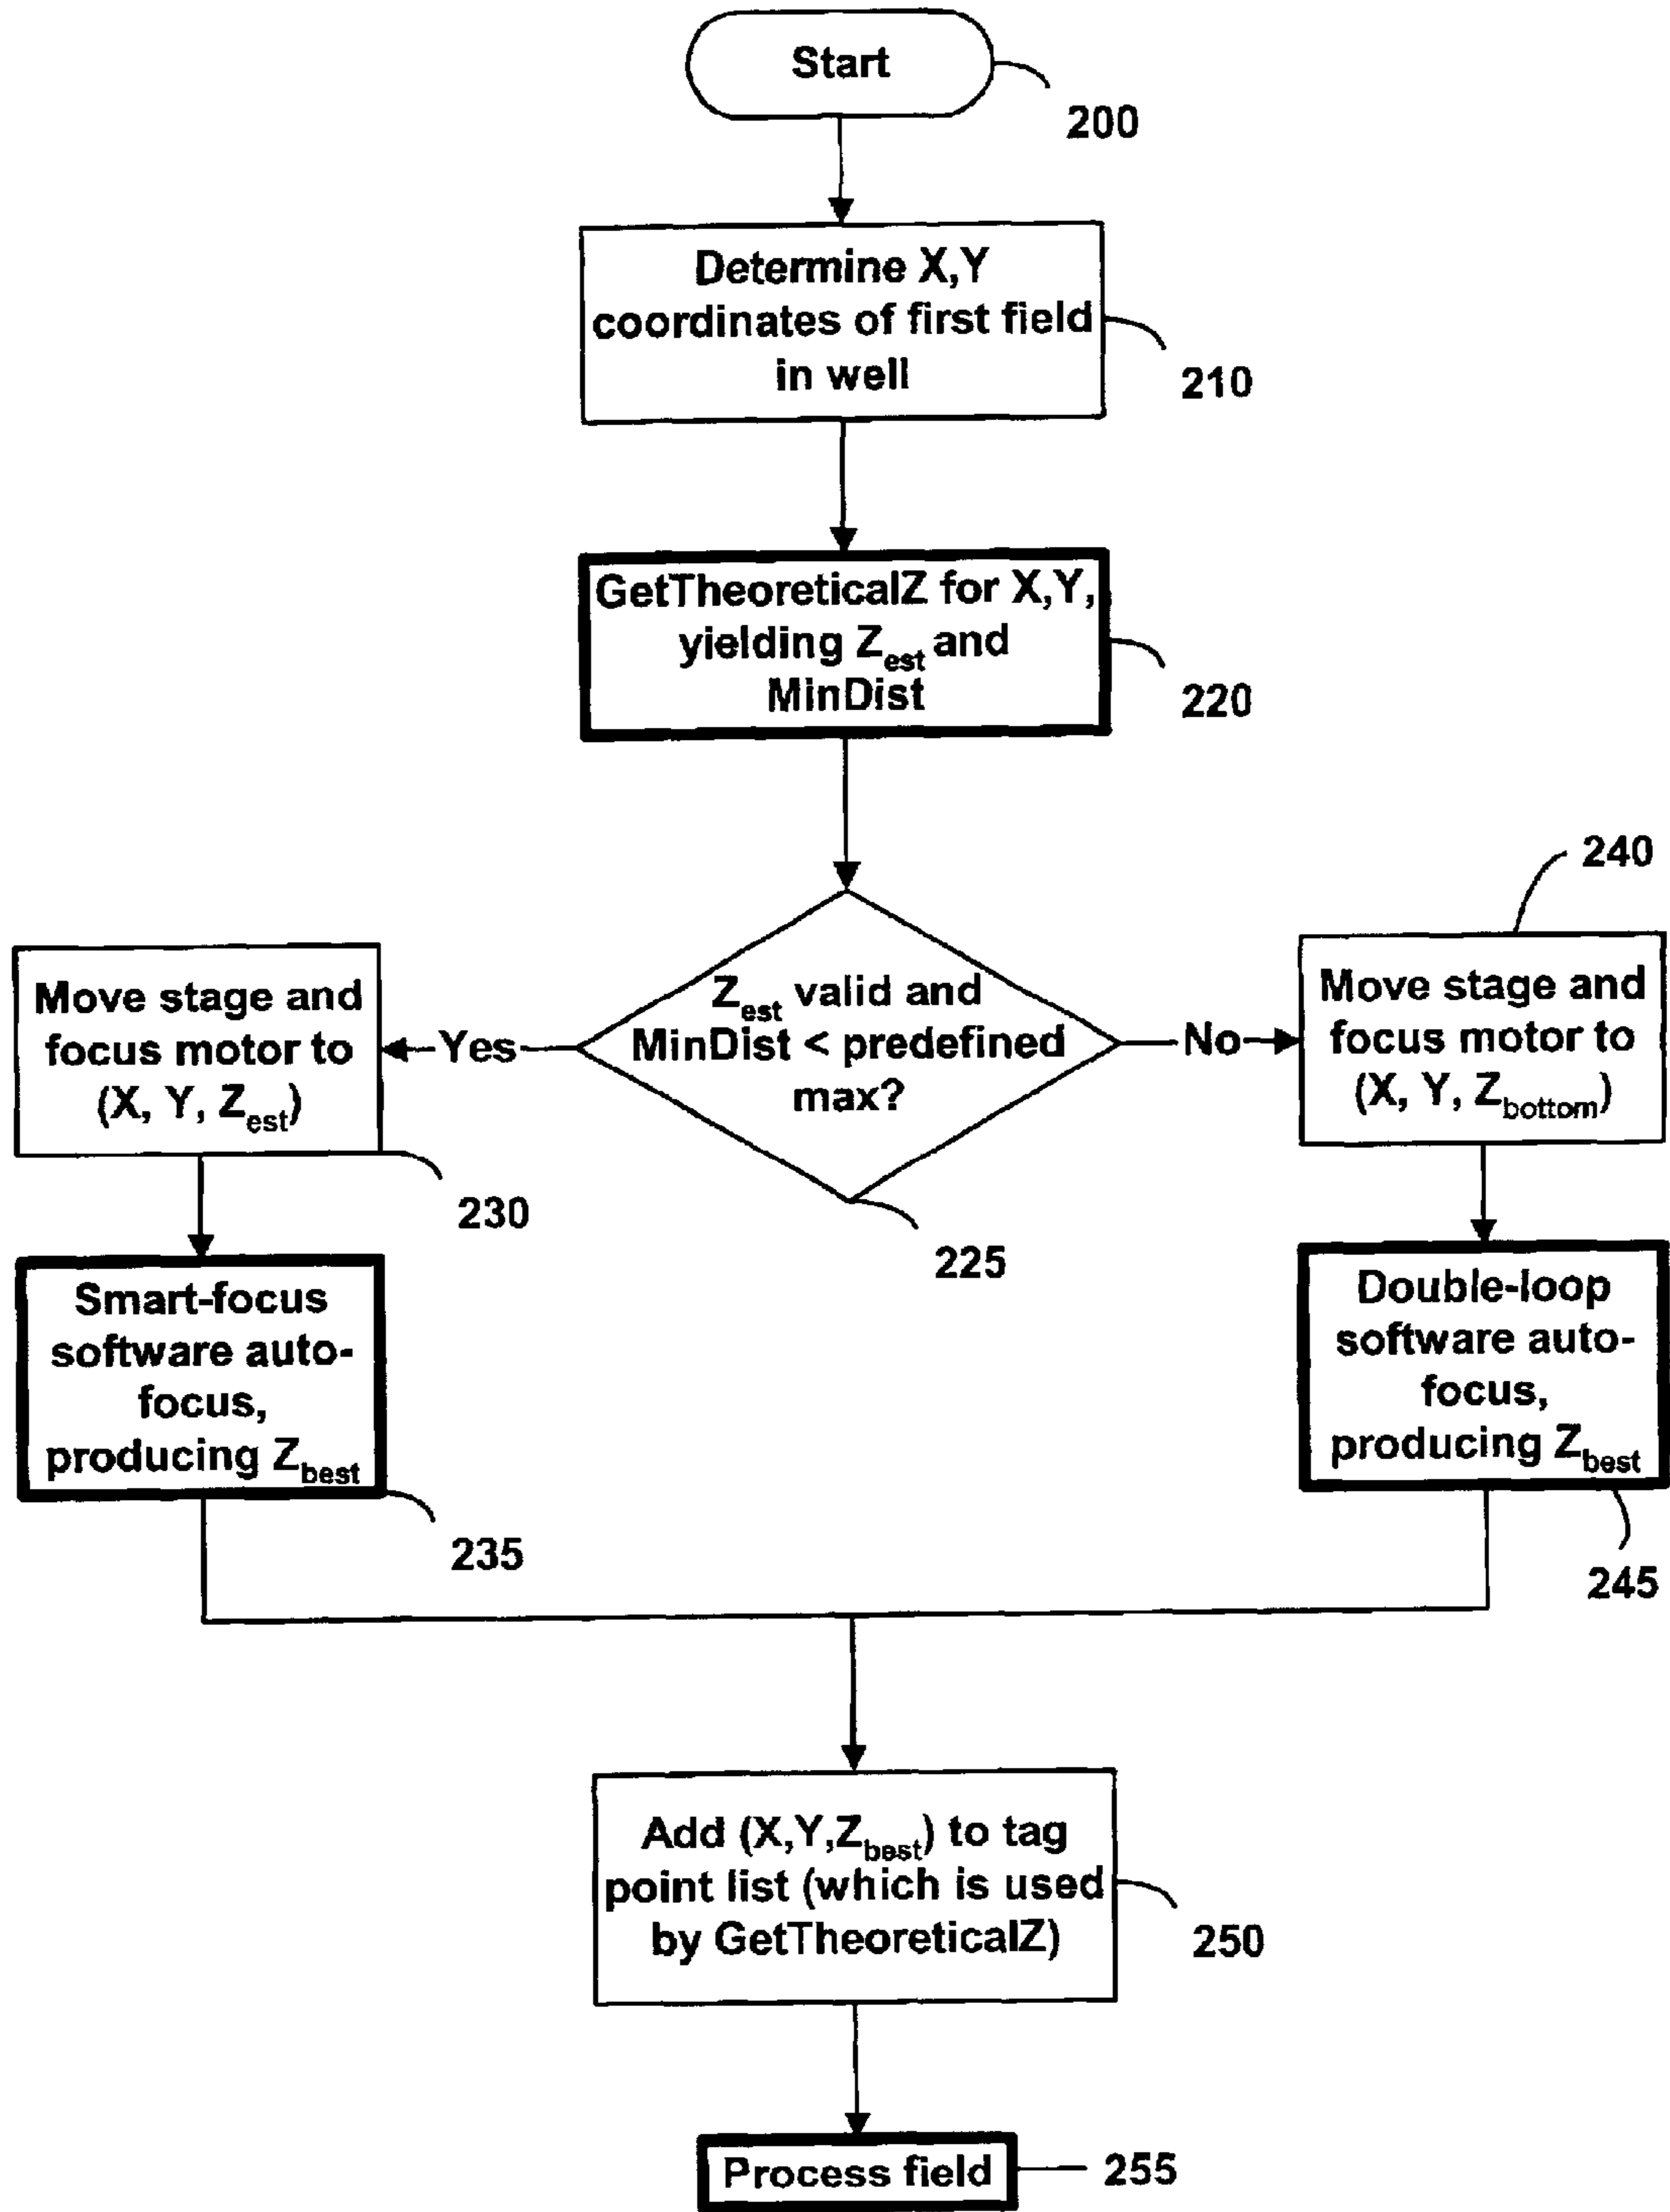 Start
200
Determine X,Y
coordinates of first field
in well
210
GetTheoreticalZ for X,Y,
yielding Zest and
MinDist
220
Zest valid and
MinDist < predefined
max?
225
Yes
No
Move stage and
focus motor to
(X, Y, Zest)
230
240
Move stage and
focus motor to
(X, Y, Zbottom)
Smart-focus
software auto-
focus,
producing Zbest
235
Double-loop
software auto-
focus,
producing Zbest
245
Add (X,Y,Zbest) to tag
point list (which is used
by GetTheoreticalZ)
250
Process field
255